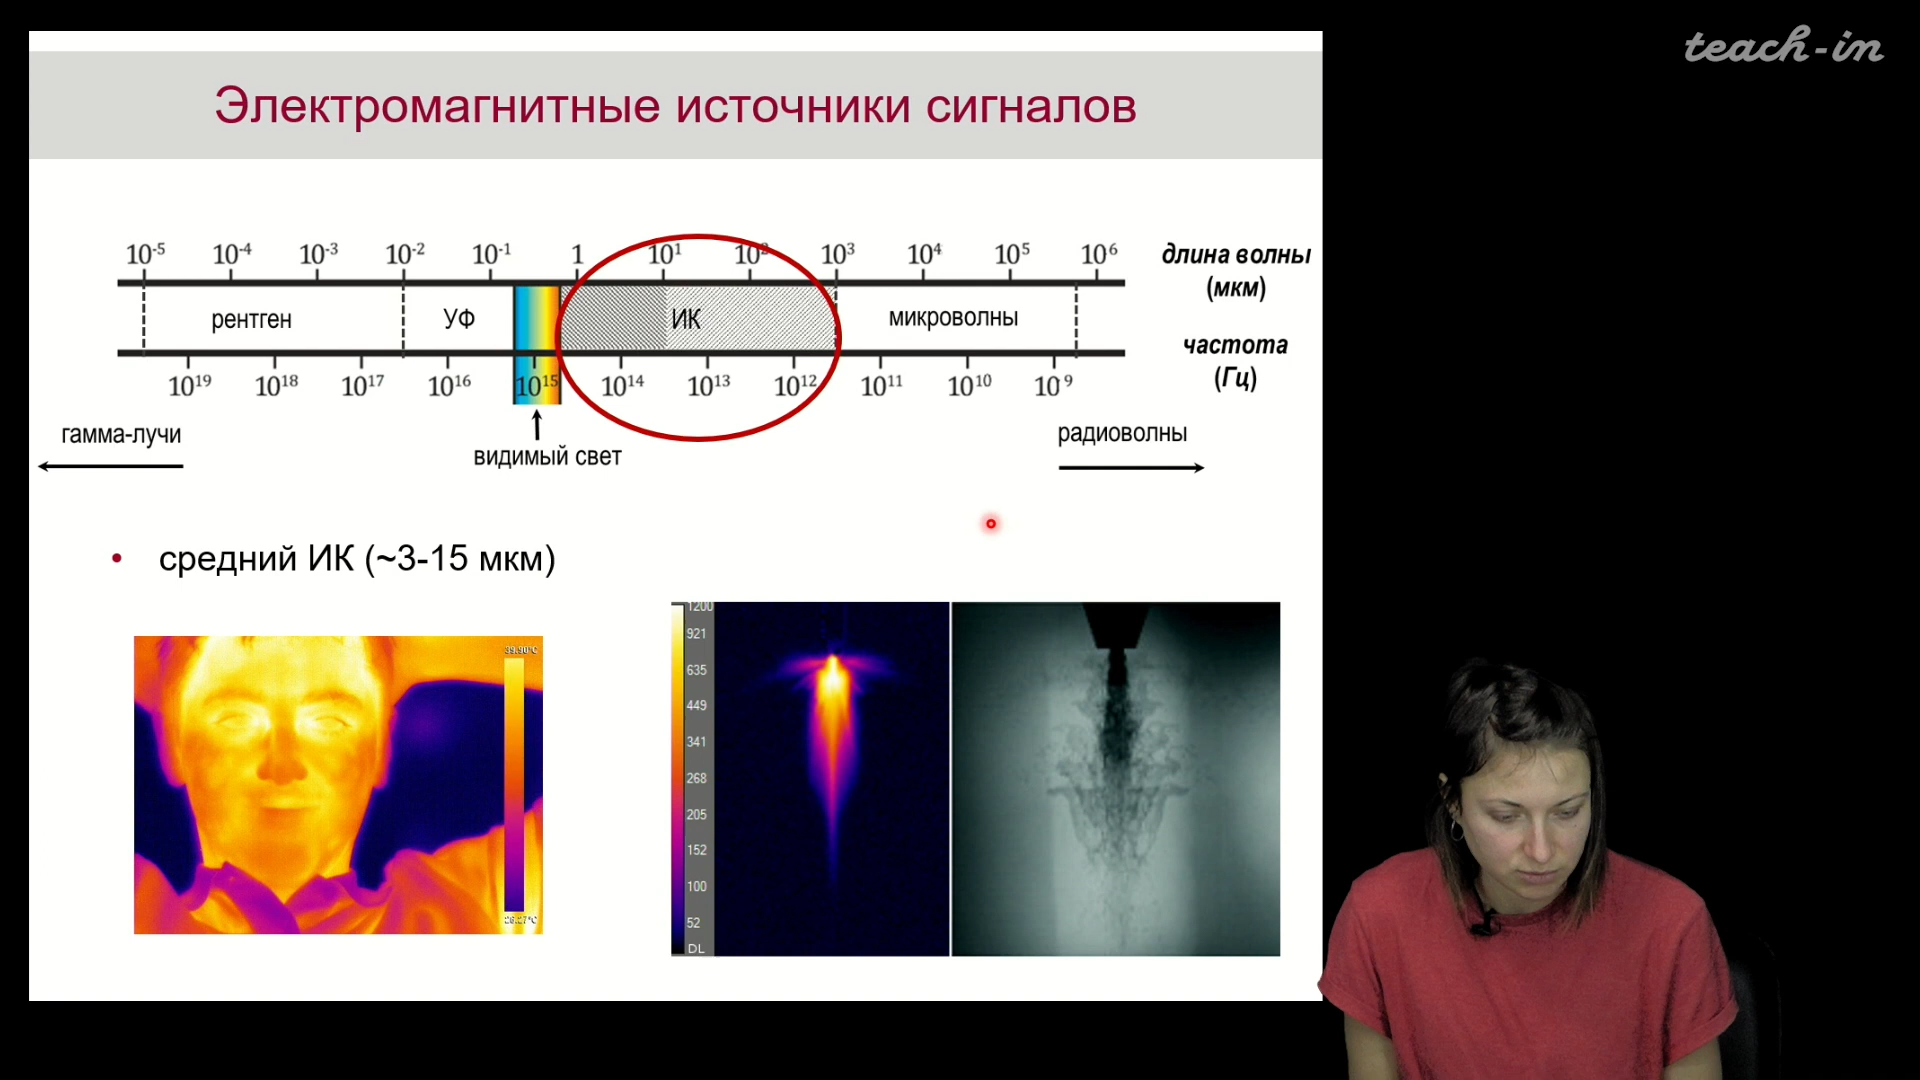 teach-in
Электромагнитные источники сигналов
10⁻⁵ 10⁻⁴ 10⁻³ 10⁻² 10⁻¹ 1 10¹ 10² 10³ 10⁴ 10⁵ 10⁶
длина волны
(мкм)
рентген УФ ИК микроволны
частота
(Гц)
10¹⁹ 10¹⁸ 10¹⁷ 10¹⁶ 10¹⁵ 10¹⁴ 10¹³ 10¹² 10¹¹ 10¹⁰ 10⁹
гамма-лучи
видимый свет
радиоволны
• средний ИК (~3-15 мкм)
1200
921
635
449
341
268
205
152
100
52
DL